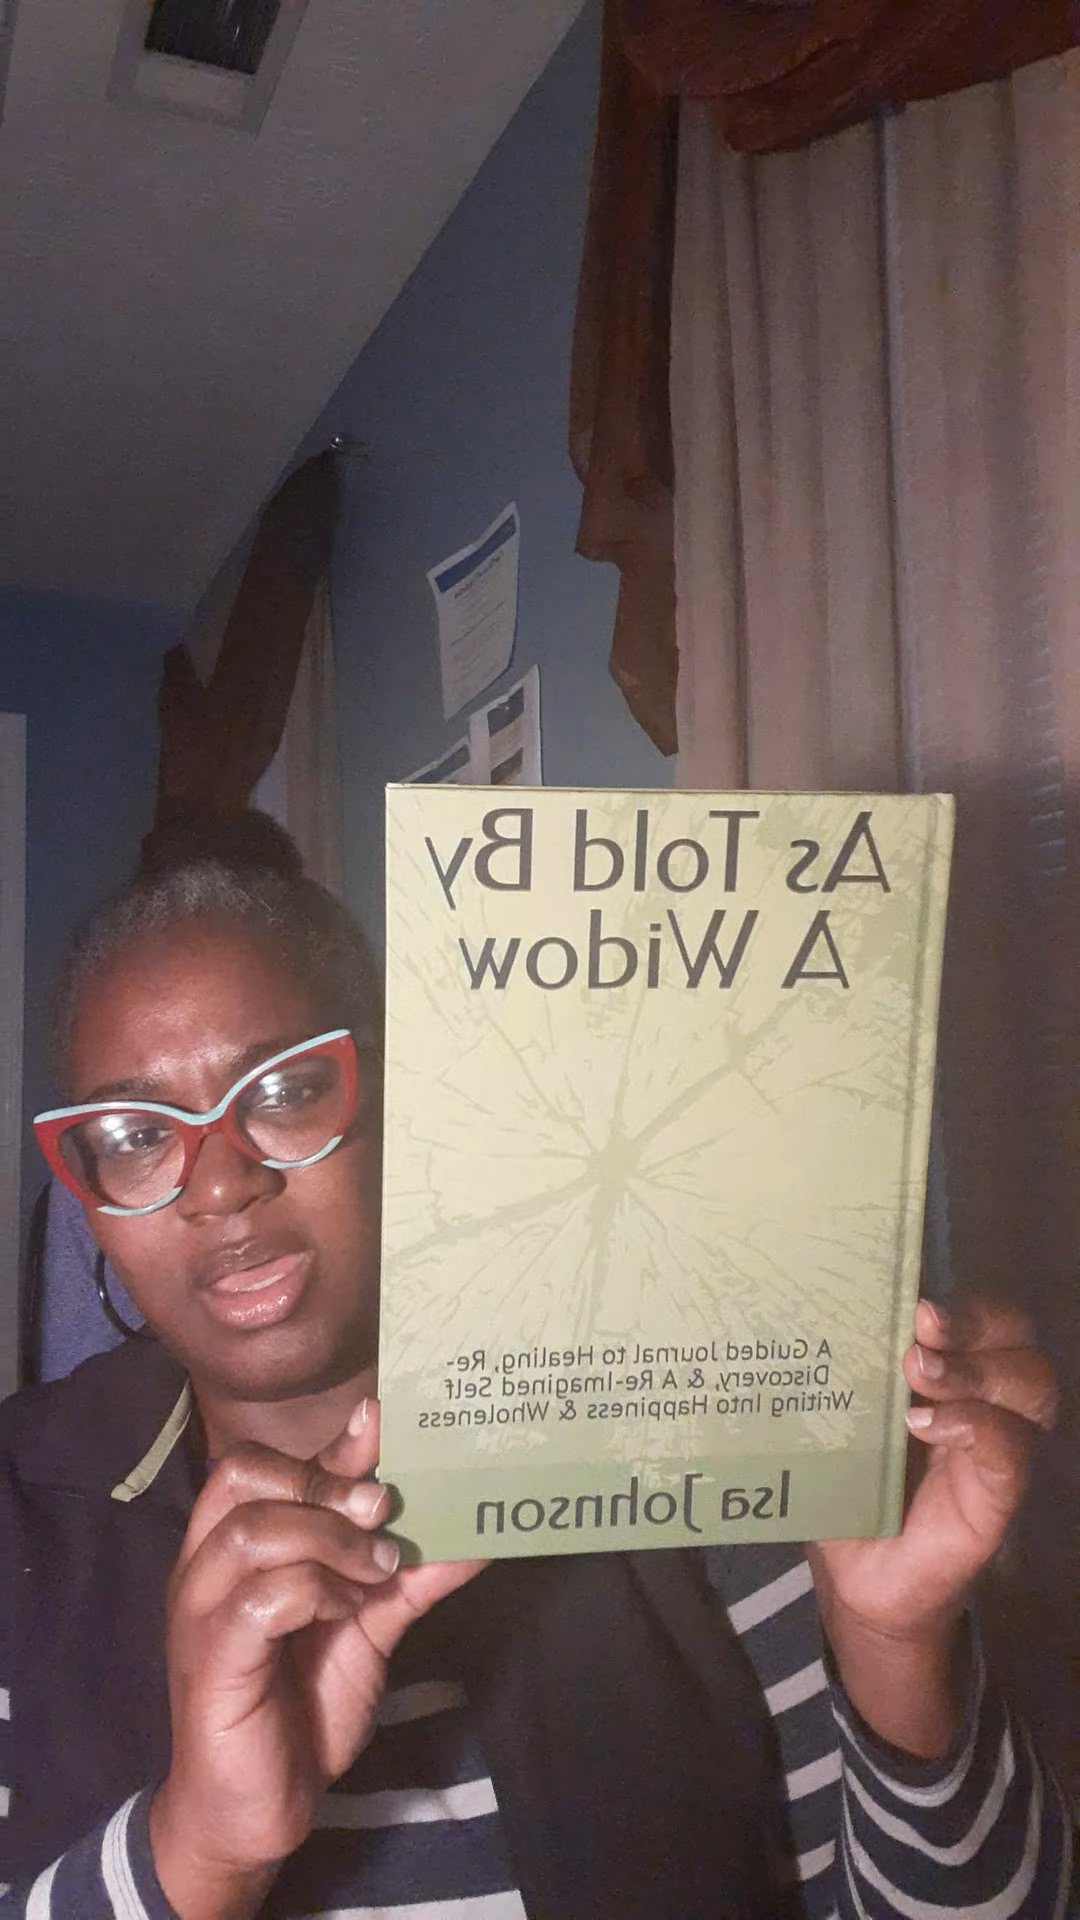 As Told By
A Widow
A Guided Journal to Healing, Re-
Discovery, & A Re-Imagined Self
Writing Into Happiness & Wholeness
Isa Johnson